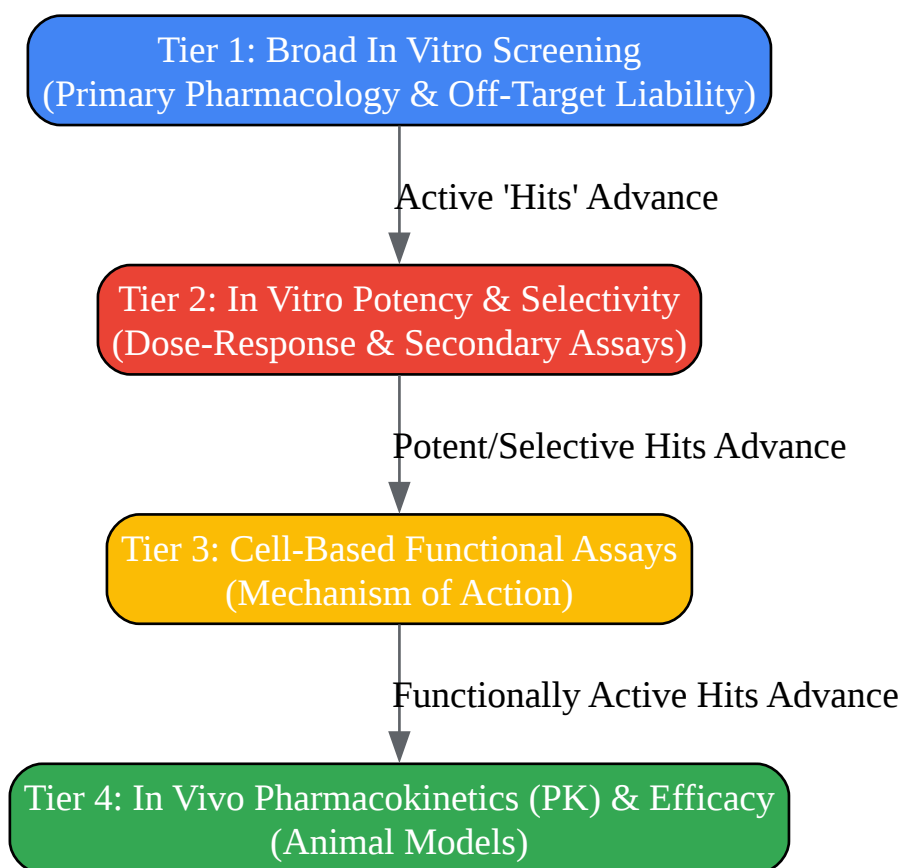 Tier 1: Broad In Vitro Screening
(Primary Pharmacology & Off-Target Liability)
Active 'Hits' Advance
Tier 2: In Vitro Potency & Selectivity
(Dose-Response & Secondary Assays)
Potent/Selective Hits Advance
Tier 3: Cell-Based Functional Assays
(Mechanism of Action)
Functionally Active Hits Advance
Tier 4: In Vivo Pharmacokinetics (PK) & Efficacy
(Animal Models)